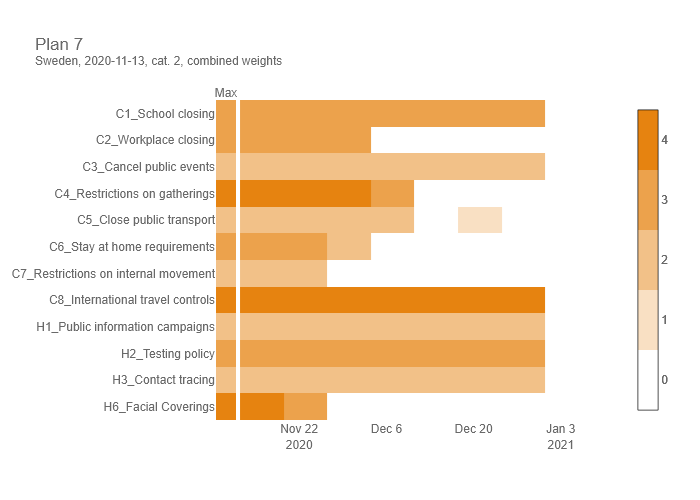 Plan 7
Sweden, 2020-11-13, cat. 2, combined weights
Max
C1_School closing
C2_Workplace closing
C3_Cancel public events
C4_Restrictions on gatherings
C5_Close public transport
C6_Stay at home requirements
C7_Restrictions on internal movement
C8_International travel controls
H1_Public information campaigns
H2_Testing policy
H3_Contact tracing
H6_Facial Coverings
Nov 22 Dec 6 Dec 20 Jan 3
2020 2021
4
3
2
1
0